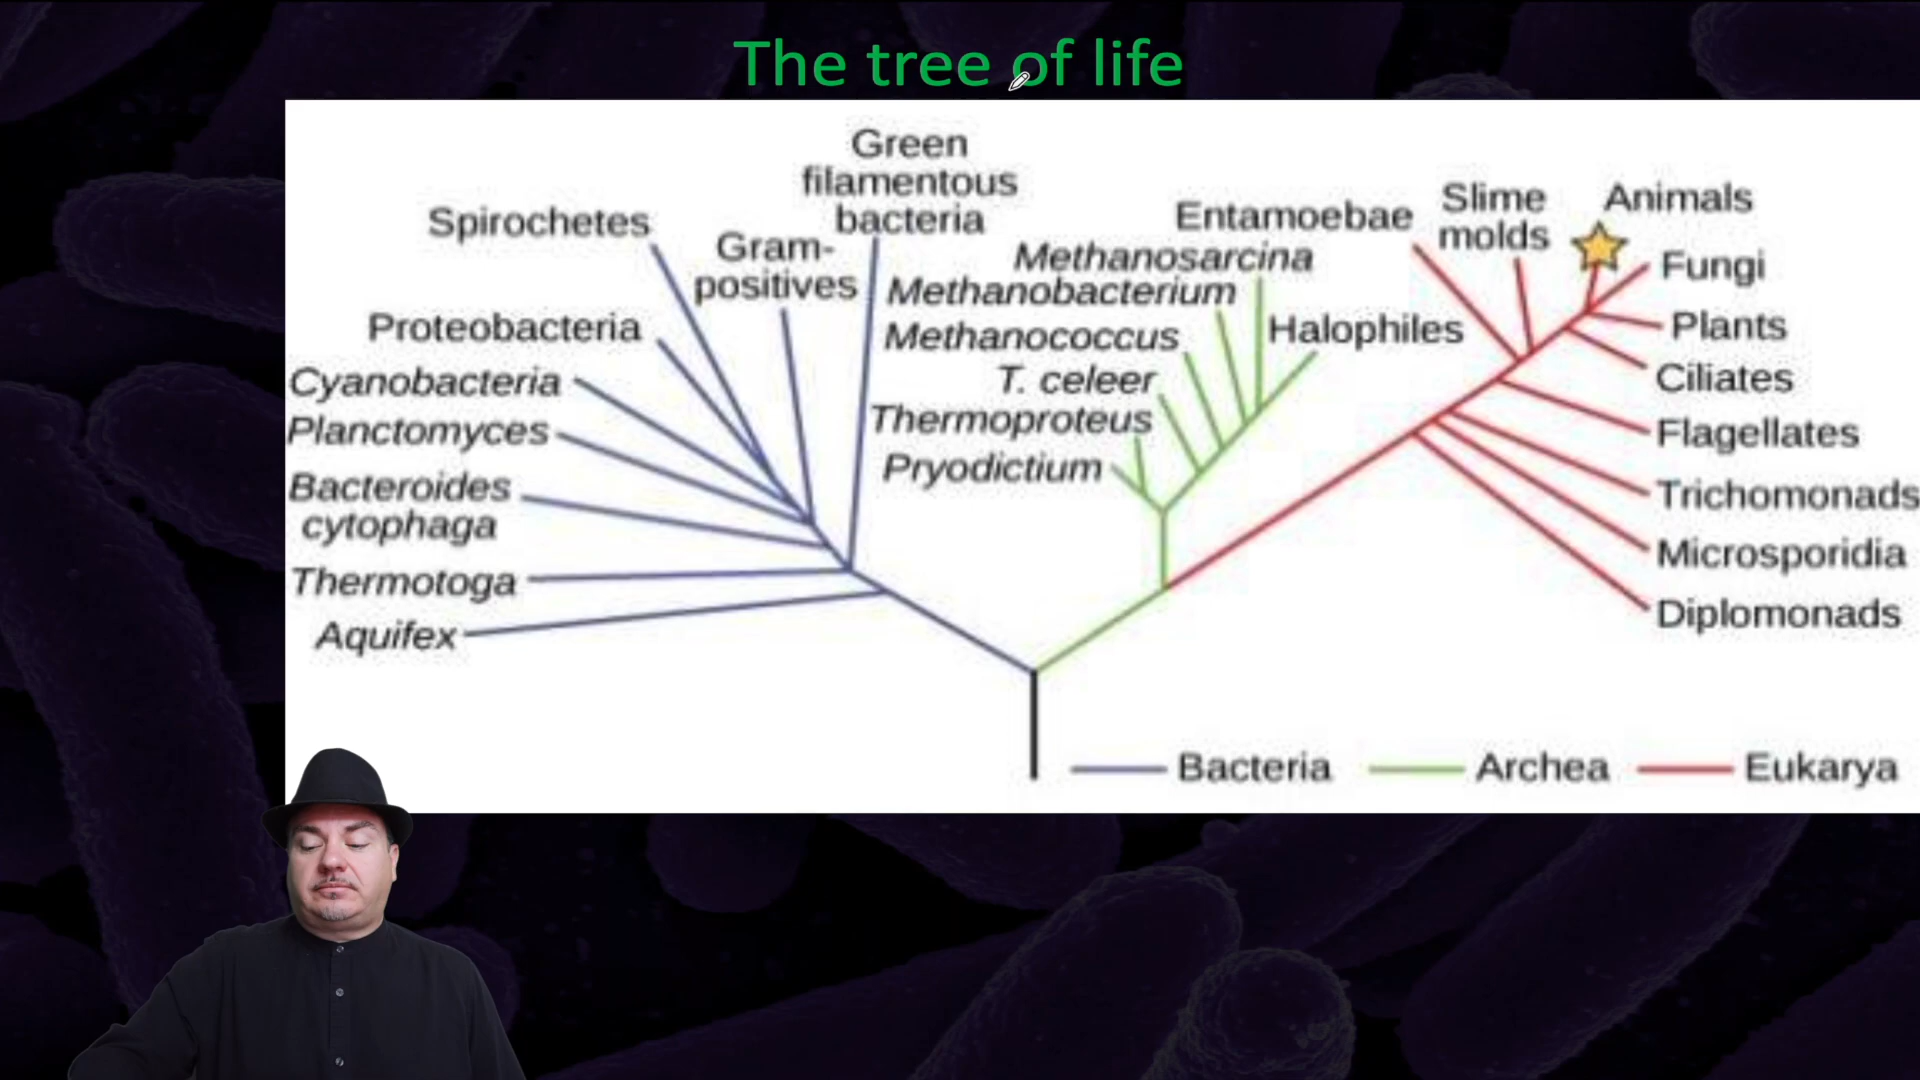 The tree of life
Green
filamentous
bacteria
Spirochetes
Gram-
positives
Proteobacteria
Cyanobacteria
Planctomyces
Bacteroides
cytophaga
Thermotoga
Aquifex
Entamoebae
Methanosarcina
Methanobacterium
Methanococcus
Halophiles
T. celeer
Thermoproteus
Pryodictium
Slime
molds
Animals
Fungi
Plants
Ciliates
Flagellates
Trichomonads
Microsporidia
Diplomonads
Bacteria
Archea
Eukarya